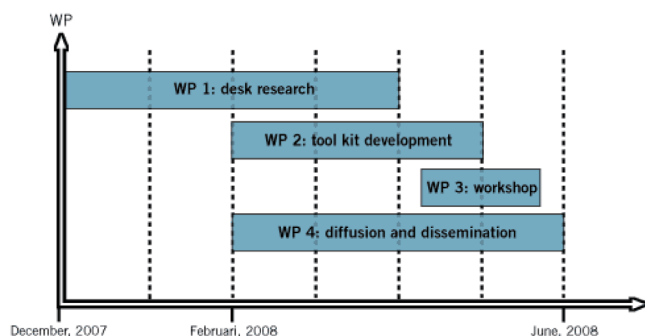 WP
WP 1: desk research
WP 2: tool kit development
WP 3: workshop
WP 4: diffusion and dissemination
December, 2007
Februari, 2008
June, 2008